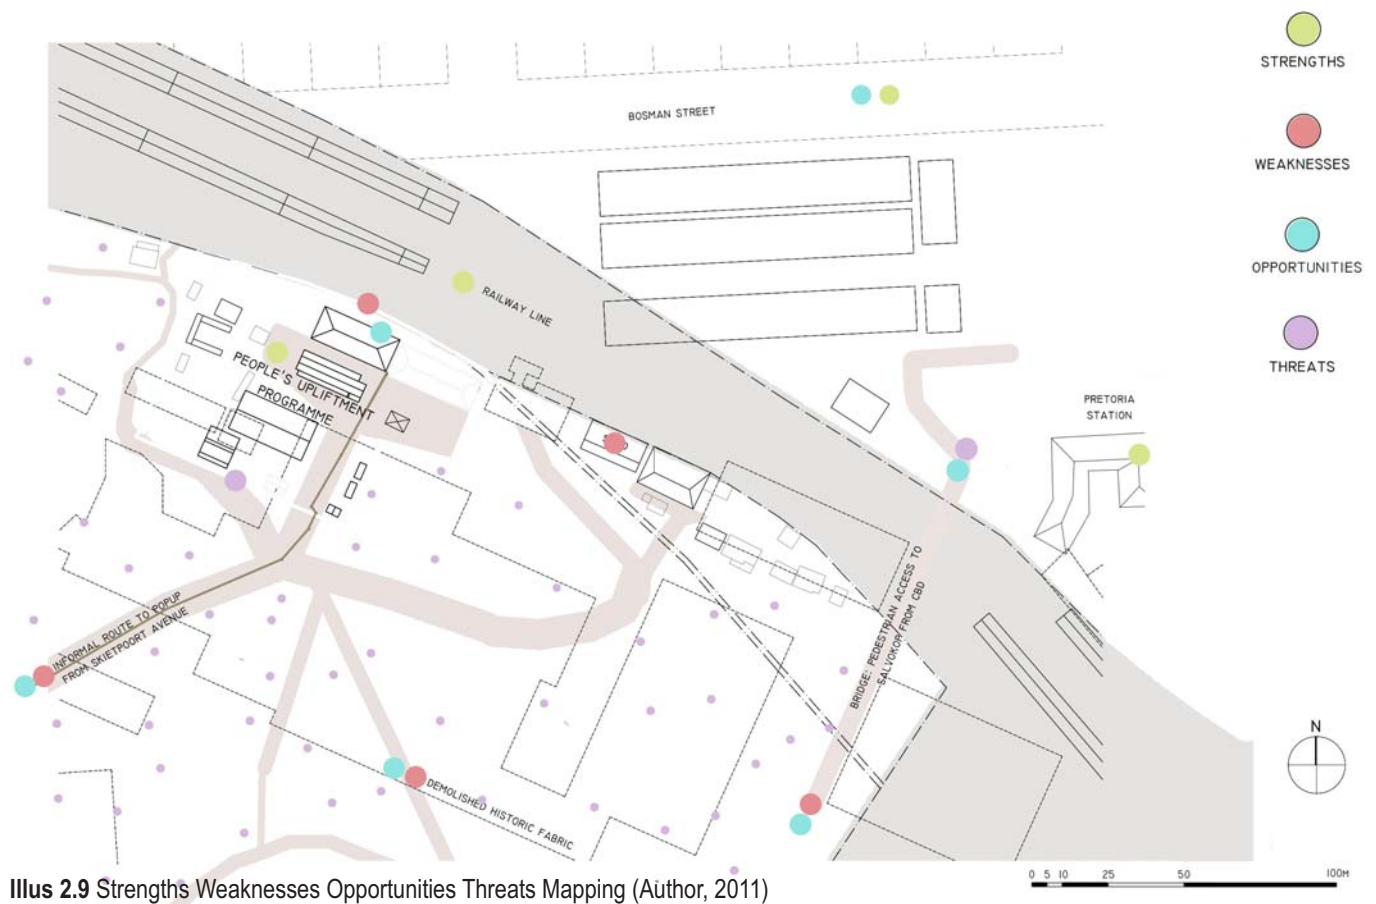 STRENGTHS
WEAKNESSES
OPPORTUNITIES
THREATS
BOSMAN STREET
RAILWAY LINE
PEOPLE'S UPLIFTMENT
PROGRAMME
PRETORIA
STATION
BRIDGE: PEDESTRIAN ACCESS TO
SALVOKOP FROM CBD
INFORMAL ROUTE TO POPUP
FROM SKIETPOORT AVENUE
DEMOLISHED HISTORIC FABRIC
N
0 5 10 25 50 100M
Illus 2.9 Strengths Weaknesses Opportunities Threats Mapping (Author, 2011)